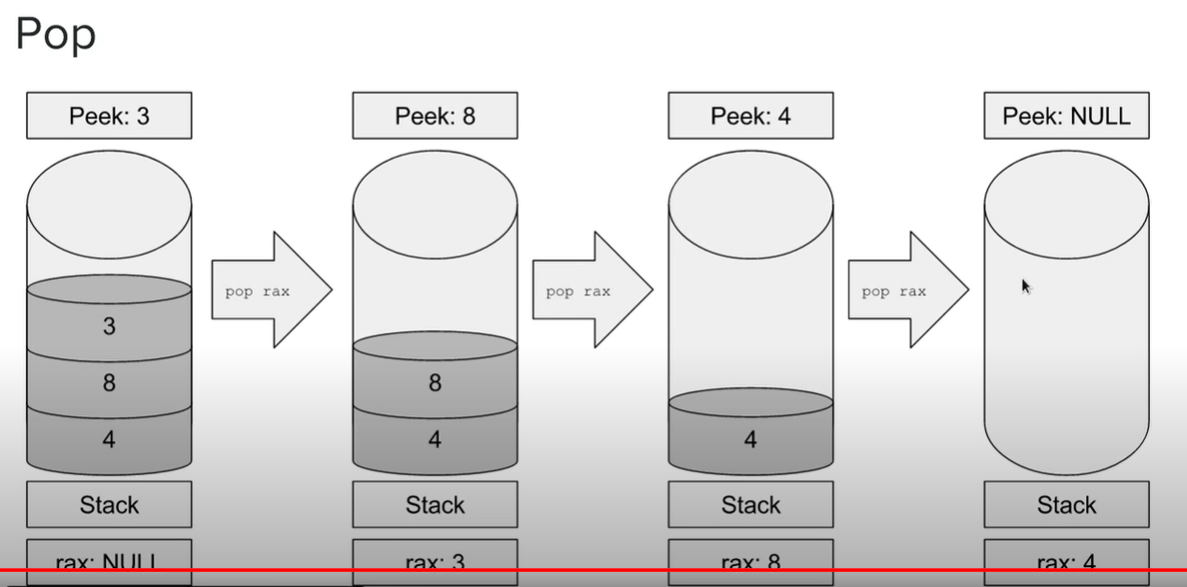 Pop
Peek: 3
Peek: 8
Peek: 4
Peek: NULL
pop rax
pop rax
pop rax
3
8
8
8
4
4
4
Stack
Stack
Stack
Stack
rax: NULL
rax: 3
rax: 8
rax: 4